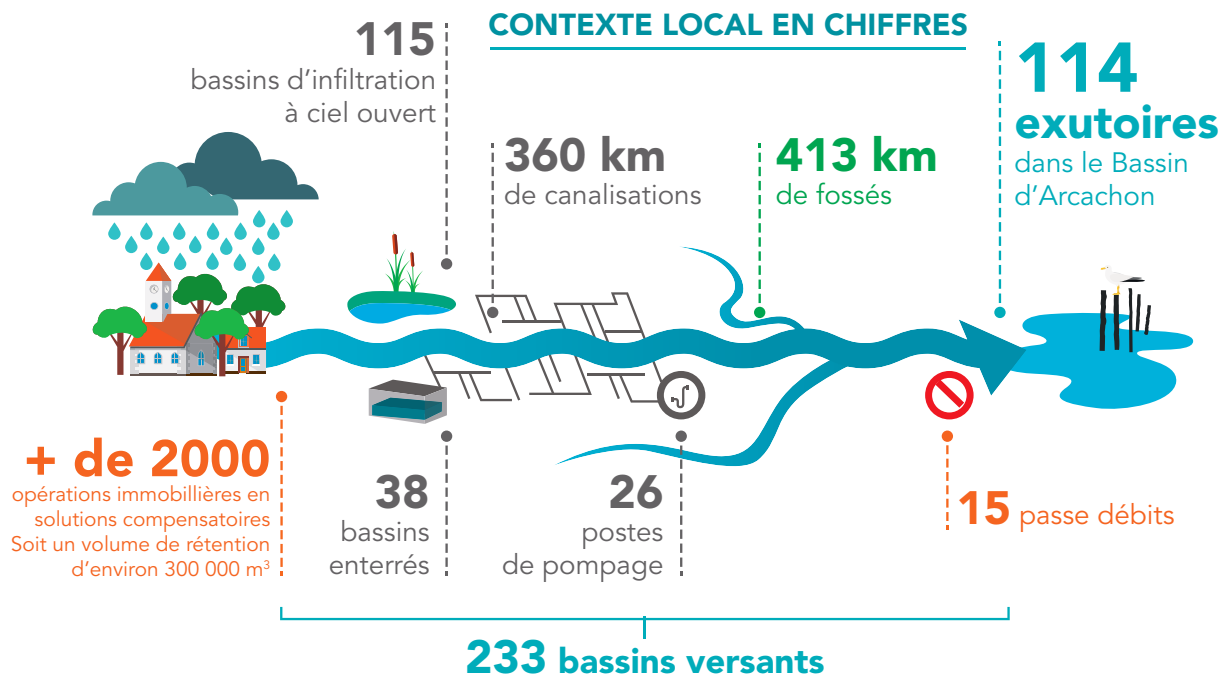 CONTEXTE LOCAL EN CHIFFRES
115
bassins d'infiltration
à ciel ouvert
360 km
de canalisations
413 km
de fossés
114
exutoires
dans le Bassin
d'Arcachon
+ de 2000
opérations immobillières en
solutions compensatoires
Soit un volume de rétention
d'environ 300 000 m³
38
bassins
enterrés
26
postes
de pompage
15 passe débits
233 bassins versants